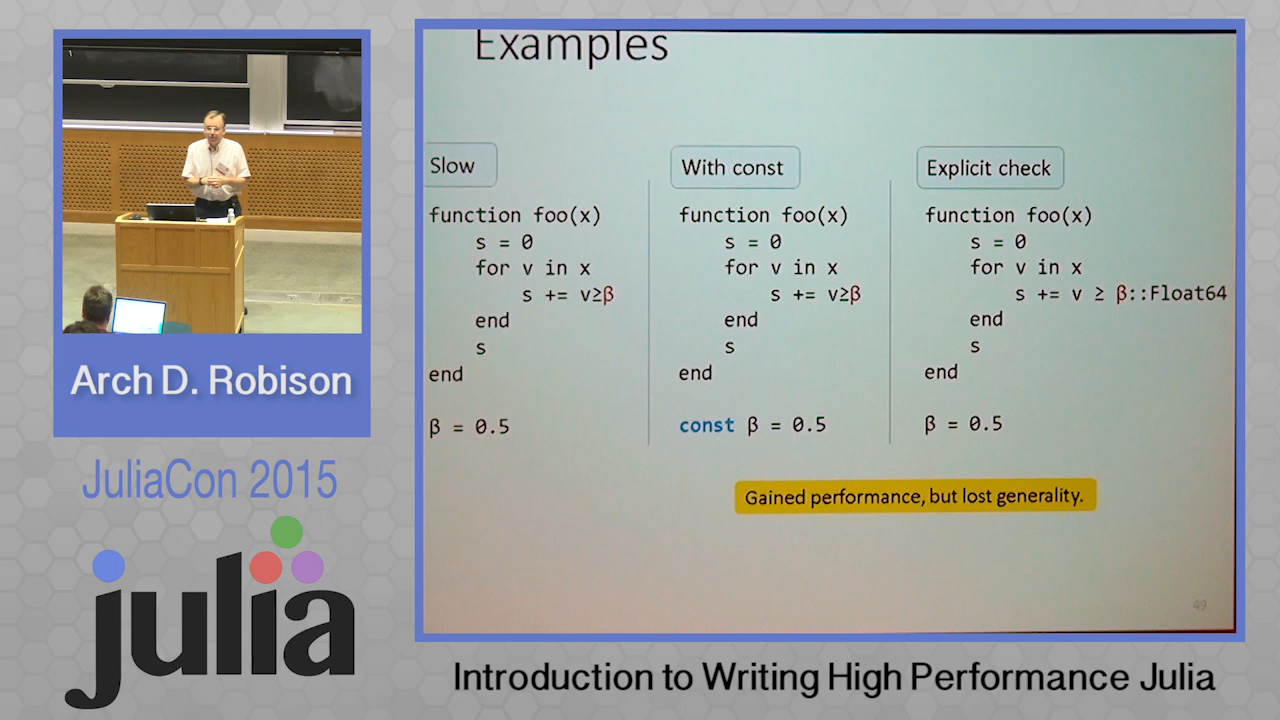 Examples
Slow
function foo(x)
s = 0
for v in x
s += v≥β
end
s
end
β = 0.5
With const
function foo(x)
s = 0
for v in x
s += v≥β
end
s
end
const β = 0.5
Explicit check
function foo(x)
s = 0
for v in x
s += v ≥ β::Float64
end
s
end
β = 0.5
Gained performance, but lost generality.
49
Arch D. Robison
JuliaCon 2015
julia
Introduction to Writing High Performance Julia